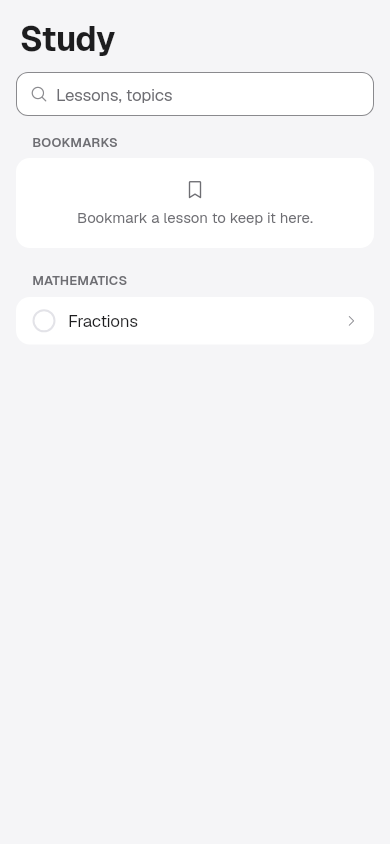 Study
Lessons, topics
BOOKMARKS
Bookmark a lesson to keep it here.
MATHEMATICS
Fractions